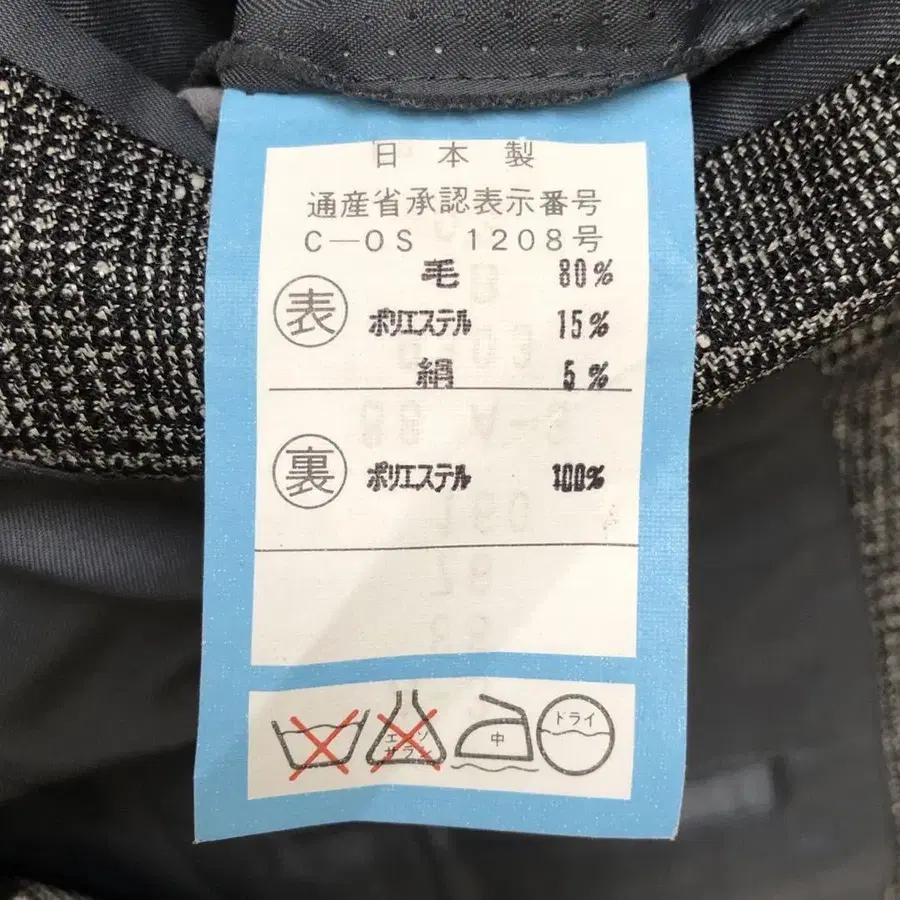 日本製
通産省承認表示番号
C－OS 1208号
表
毛 80%
ポリエステル 15%
絹 5%
裏
ポリエステル 100%
エンソ
サラシ
中
ドライ